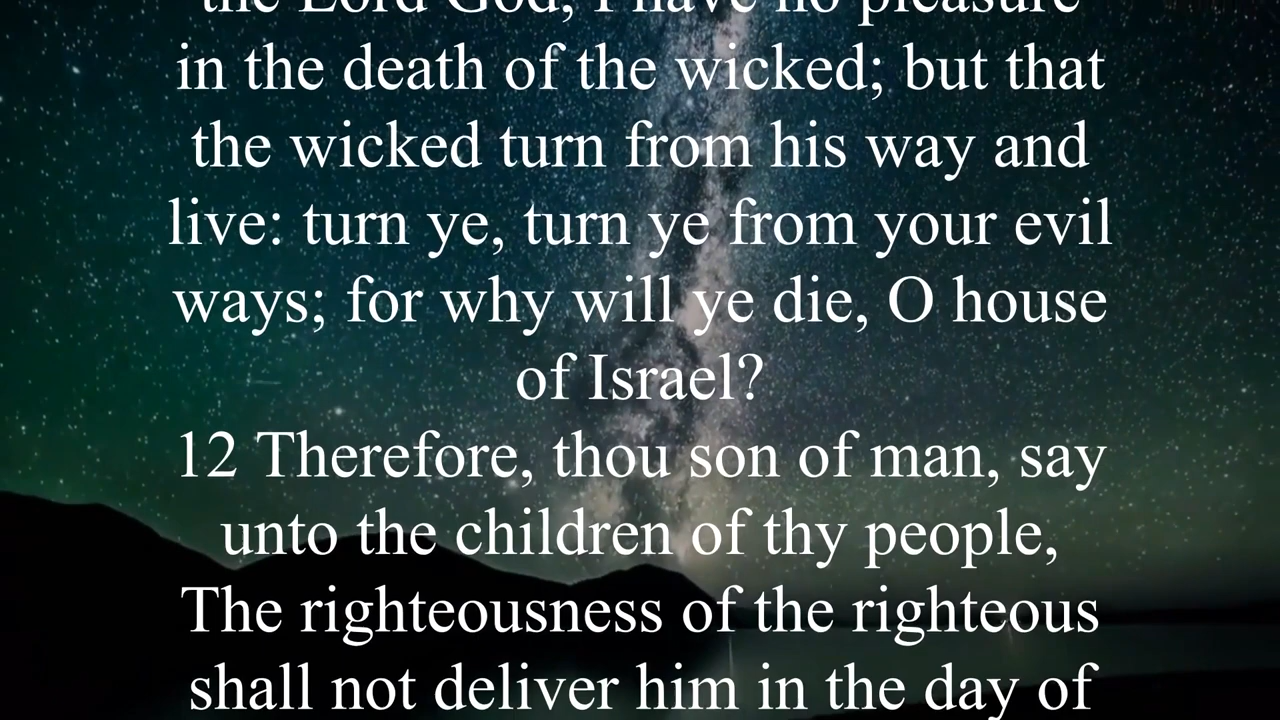 the Lord God, I have no pleasure
in the death of the wicked; but that
the wicked turn from his way and
live: turn ye, turn ye from your evil
ways; for why will ye die, O house
of Israel?
12 Therefore, thou son of man, say
unto the children of thy people,
The righteousness of the righteous
shall not deliver him in the day of